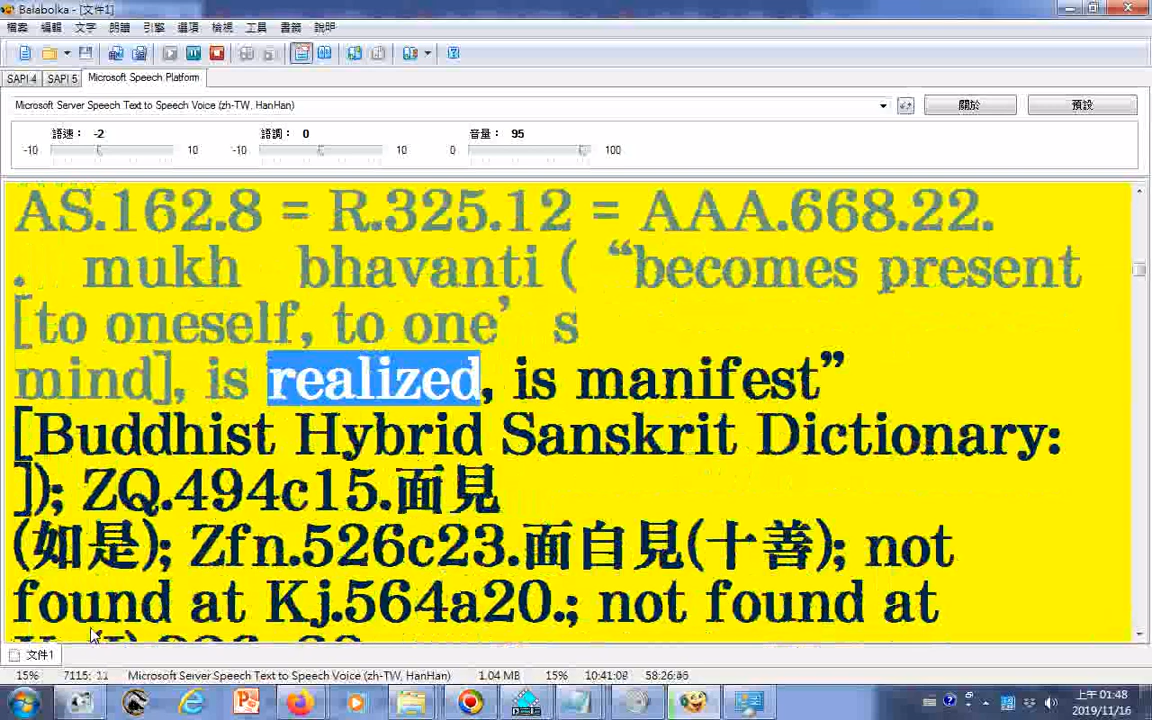 Balabolka - [文件1]
檔案 編輯 文字 朗讀 引擎 選項 檢視 工具 書籤 說明
SAPI 4 SAPI 5 Microsoft Speech Platform
Microsoft Server Speech Text to Speech Voice (zh-TW, HanHan) 關於 預設
語速： -2 語調： 0 音量： 95
-10 10 -10 10 0 100
AS.162.8 = R.325.12 = AAA.668.22.
. mukh bhavanti ( “becomes present
[to oneself, to one’ s
mind], is realized, is manifest”
[Buddhist Hybrid Sanskrit Dictionary:
]); ZQ.494c15.面見
(如是); Zfn.526c23.面自見(十善); not
found at Kj.564a20.; not found at
文件1
15% 7115: 11 Microsoft Server Speech Text to Speech Voice (zh-TW, HanHan) 1.04 MB 15% 10:41:08 58:26:35
上午 01:48
2019/11/16